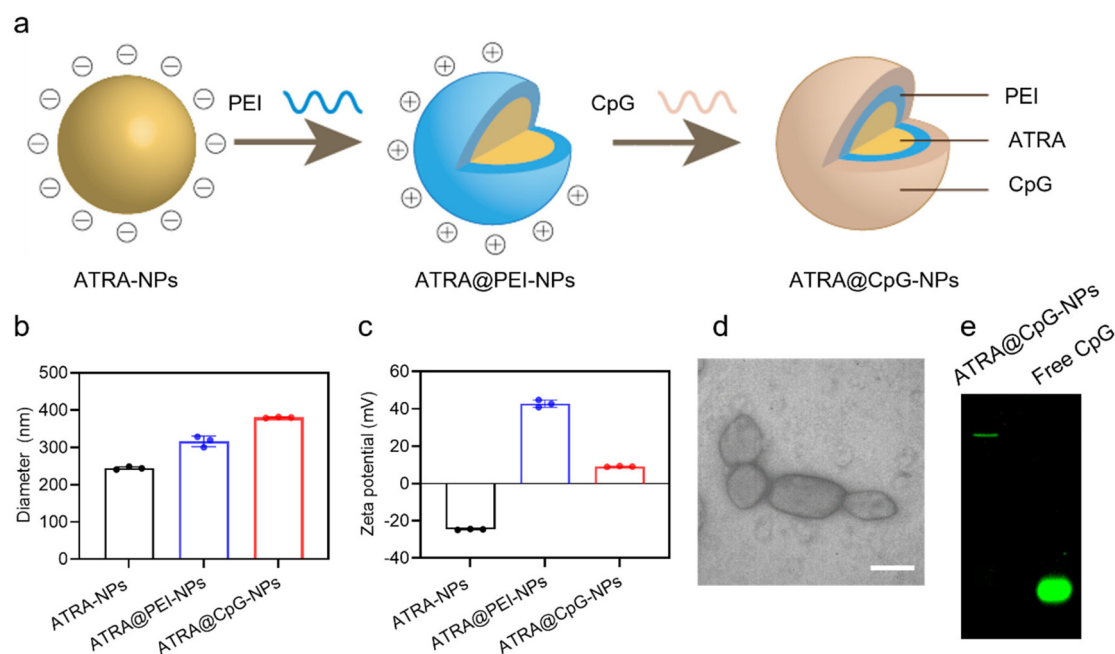 a
PEI
CpG
PEI
ATRA
CpG
ATRA-NPs
ATRA@PEI-NPs
ATRA@CpG-NPs
b
Diameter (nm)
500
400
300
200
100
0
ATRA-NPs
ATRA@PEI-NPs
ATRA@CpG-NPs
c
Zeta potential (mV)
60
40
20
0
-20
-40
ATRA-NPs
ATRA@PEI-NPs
ATRA@CpG-NPs
d
e
ATRA@CpG-NPs
Free CpG